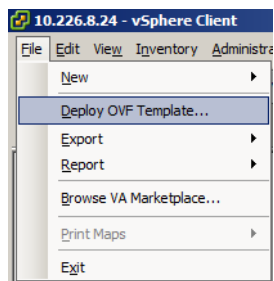 10.226.8.24 - vSphere Client
File Edit View Inventory Administra
New
Deploy OVF Template...
Export
Report
Browse VA Marketplace...
Print Maps
Exit